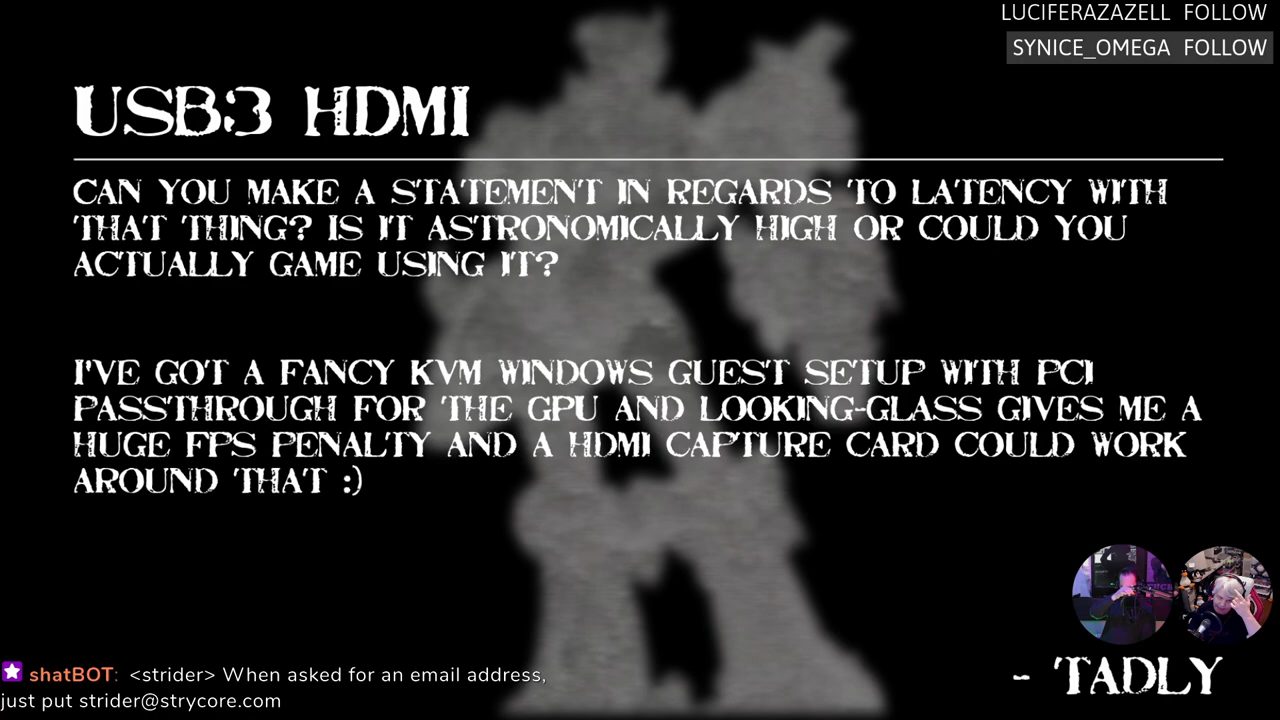 LUCIFERAZAZELL FOLLOW
SYNICE_OMEGA FOLLOW
USB3 HDMI
CAN YOU MAKE A STATEMENT IN REGARDS TO LATENCY WITH
THAT THING? IS IT ASTRONOMICALLY HIGH OR COULD YOU
ACTUALLY GAME USING IT?
I'VE GOT A FANCY KVM WINDOWS GUEST SETUP WITH PCI
PASSTHROUGH FOR THE GPU AND LOOKING-GLASS GIVES ME A
HUGE FPS PENALTY AND A HDMI CAPTURE CARD COULD WORK
AROUND THAT :)
- TADLY
shatBOT: <strider> When asked for an email address,
just put strider@strycore.com